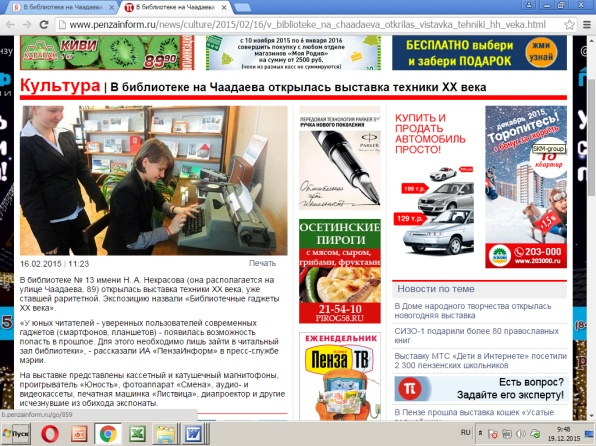 В библиотеке на Чаадаев
В библиотеке на Чаадаева
www.penzainform.ru/news/culture/2015/02/16/v_biblioteke_na_chaadaeva_otkrilas_vistavka_tehniki_hh_veka.html
КИВИ
89.90
с 10 ноября 2015 по 6 января 2016
совершить покупку в любом отделе
магазинов «Моя Родня»
на сумму от 2500 руб.
(чеки из разных касс не суммируются)
БЕСПЛАТНО выбери
и забери ПОДАРОК
жми
узнай!
Культура | В библиотеке на Чаадаева открылась выставка техники XX века
16.02.2015 | 11:23
Печать
В библиотеке № 13 имени Н. А. Некрасова (она располагается на
улице Чаадаева, 89) открылась выставка техники XX века, уже
ставшей раритетной. Экспозицию назвали «Библиотечные гаджеты
XX века».
«У юных читателей - уверенных пользователей современных
гаджетов (смартфонов, планшетов) - появилась возможность
попасть в прошлое. Для этого необходимо лишь зайти в читальный
зал библиотеки», - рассказали ИА «ПензаИнформ» в пресс-службе
мэрии.
На выставке представлены кассетный и катушечный магнитофоны,
проигрыватель «Юность», фотоаппарат «Смена», аудио- и
видеокассеты, печатная машинка «Листвица», диапроектор и другие
исчезнувшие из обихода экспонаты.
ПЕРЕДОВАЯ ТЕХНОЛОГИЯ PARKER 5
РУЧКА НОВОГО ПОКОЛЕНИЯ
PARKER
ОСЕТИНСКИЕ
ПИРОГИ
С МЯСОМ, СЫРОМ,
ГРИБАМИ, ФРУКТАМИ
21-54-10
PIROG58.RU
ЕЖЕНЕДЕЛЬНИК
Пенза ТВ
КУПИТЬ И
ПРОДАТЬ
АВТОМОБИЛЬ
ПРОСТО!
199 т.р.
129 т.р.
декабрь 2015
Торопитесь!
SKM-group
квартир
203-000
www.203000.ru
Новости по теме
В Доме народного творчества открылась
новогодняя выставка
СИЗО-1 подарили более 80 православных
книг
Выставку МТС «Дети в Интернете» посетили
2 300 пензенских школьников
Есть вопрос?
Задайте его эксперту!
В Пензе прошла выставка кошек «Усатые
b.penzainform.ru/go/859
Пуск
RU
9:48
19.12.2015